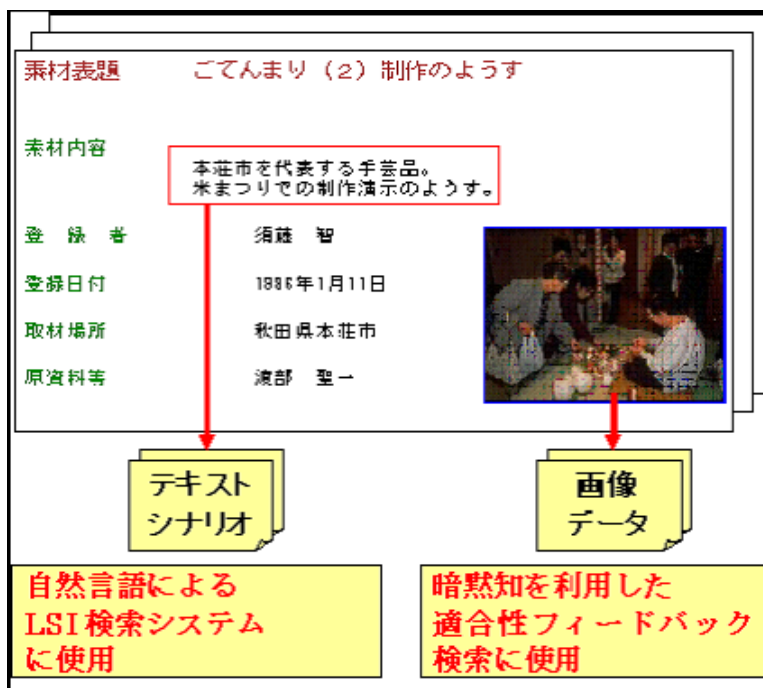 素材表題 ごてんまり（2）制作のようす
素材内容
本荘市を代表する手芸品。
米まつりでの制作演示のようす。
登 録 者 須藤 智
登録日付 1996年1月11日
取材場所 秋田県本荘市
原資料等 渡部 聖一
テキスト
シナリオ
画像
データ
自然言語による
LSI検索システム
に使用
暗黙知を利用した
適合性フィードバック
検索に使用